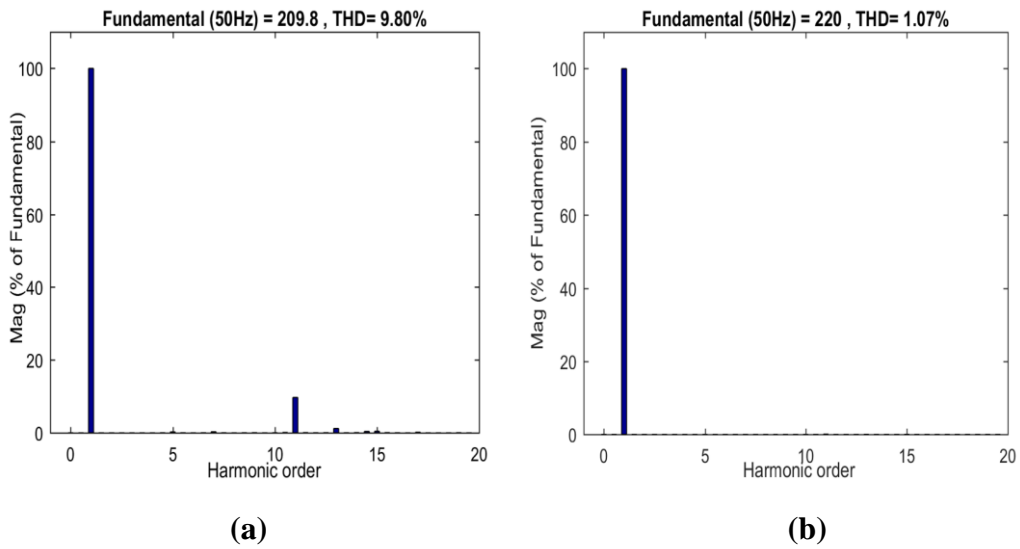 Fundamental (50Hz) = 209.8 , THD= 9.80%
100
80
60
40
20
0
Mag (% of Fundamental)
0 5 10 15 20
Harmonic order
(a)
Fundamental (50Hz) = 220 , THD= 1.07%
100
80
60
40
20
0
Mag (% of Fundamental)
0 5 10 15 20
Harmonic order
(b)